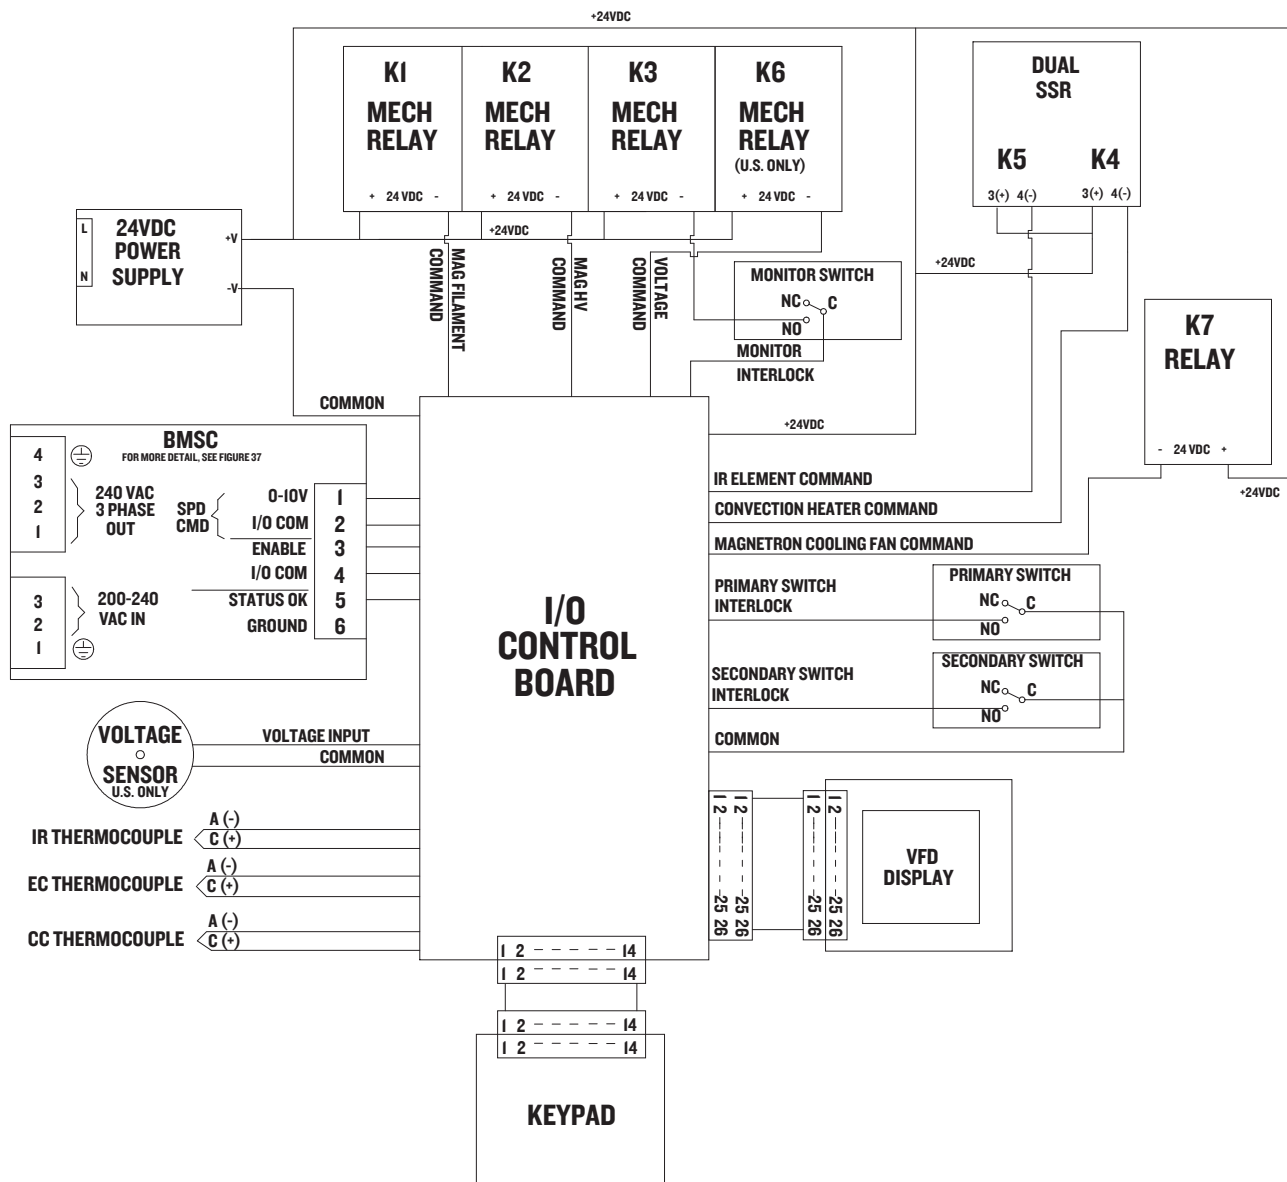 +24VDC
K1
MECH
RELAY
+ 24 VDC -
K2
MECH
RELAY
+ 24 VDC -
K3
MECH
RELAY
+ 24 VDC -
K6
MECH
RELAY
(U.S. ONLY)
+ 24 VDC -
DUAL
SSR
K5
K4
3(+) 4(-)
3(+) 4(-)
L
N
24VDC
POWER
SUPPLY
+V
-V
+24VDC
MAG FILAMENT
COMMAND
MAG HV
COMMAND
VOLTAGE
COMMAND
MONITOR SWITCH
NC
C
NO
MONITOR
INTERLOCK
+24VDC
K7
RELAY
- 24 VDC +
+24VDC
COMMON
+24VDC
BMSC
FOR MORE DETAIL, SEE FIGURE 37
4
3
2
1
240 VAC
3 PHASE
OUT
SPD
CMD
0-10V
I/O COM
ENABLE
I/O COM
STATUS OK
GROUND
1
2
3
4
5
6
3
2
1
200-240
VAC IN
IR ELEMENT COMMAND
CONVECTION HEATER COMMAND
MAGNETRON COOLING FAN COMMAND
PRIMARY SWITCH
INTERLOCK
PRIMARY SWITCH
NC
C
NO
I/O
CONTROL
BOARD
SECONDARY SWITCH
INTERLOCK
SECONDARY SWITCH
NC
C
NO
COMMON
VOLTAGE
SENSOR
U.S. ONLY
VOLTAGE INPUT
COMMON
IR THERMOCOUPLE
A (-)
C (+)
EC THERMOCOUPLE
A (-)
C (+)
CC THERMOCOUPLE
A (-)
C (+)
1 2 - - - - - - 25 26
1 2 - - - - - - 25 26
1 2 - - - - - - 25 26
1 2 - - - - - - 25 26
VFD
DISPLAY
1 2 - - - - - - 14
1 2 - - - - - - 14
1 2 - - - - - - 14
1 2 - - - - - - 14
KEYPAD